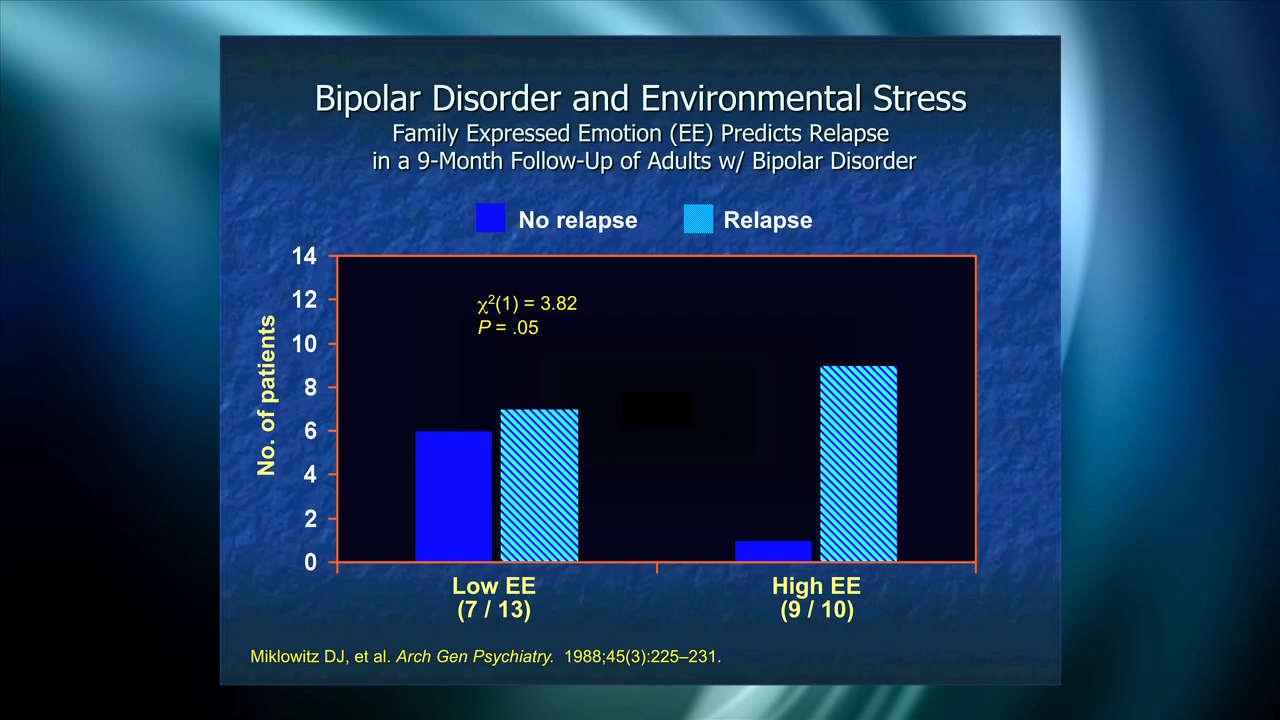 Bipolar Disorder and Environmental Stress
Family Expressed Emotion (EE) Predicts Relapse
in a 9-Month Follow-Up of Adults w/ Bipolar Disorder
No relapse
Relapse
No. of patients
14
12
10
8
6
4
2
0
χ²(1) = 3.82
P = .05
Low EE
(7 / 13)
High EE
(9 / 10)
Miklowitz DJ, et al. Arch Gen Psychiatry. 1988;45(3):225–231.